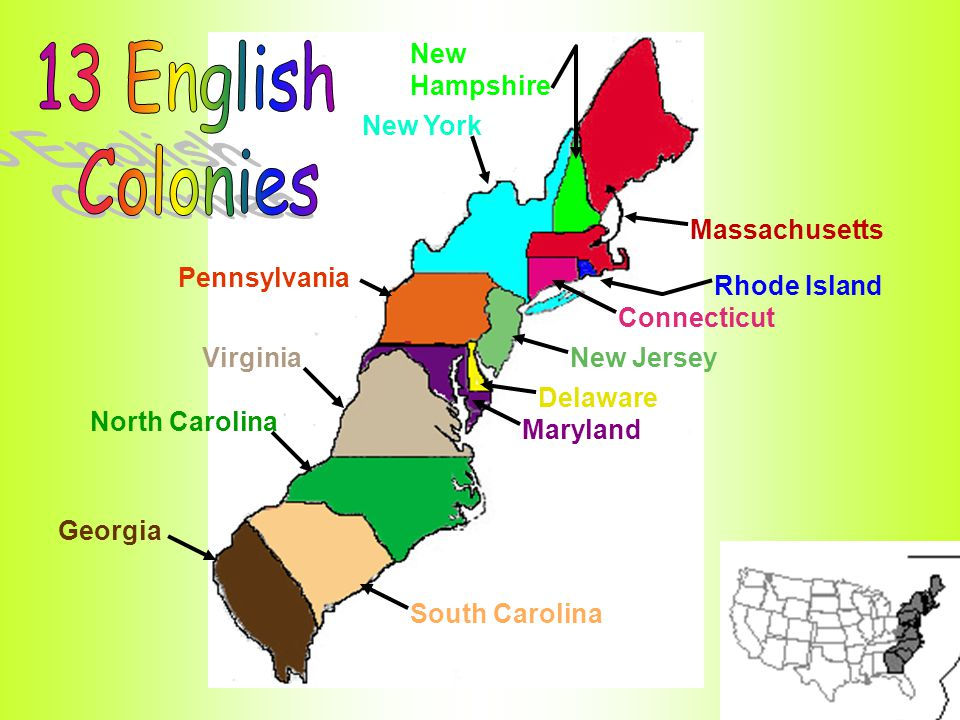 13 English
Colonies
New
Hampshire
New York
Massachusetts
Pennsylvania
Rhode Island
Connecticut
Virginia
New Jersey
Delaware
North Carolina
Maryland
Georgia
South Carolina